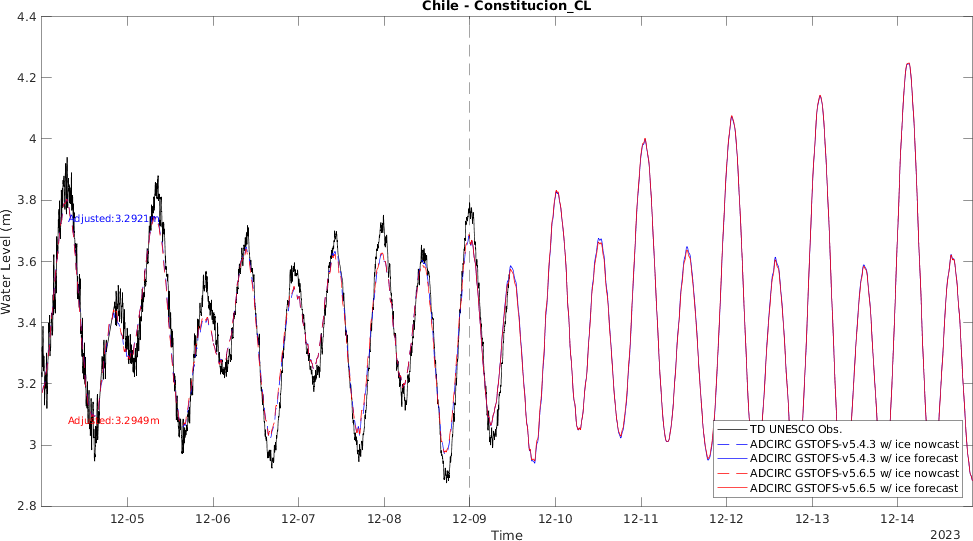 Chile - Constitucion_CL
4.4
4.2
4
3.8
3.6
3.4
3.2
3
2.8
Water Level (m)
Adjusted:3.2921m
Adjusted:3.2949m
TD UNESCO Obs.
ADCIRC GSTOFS-v5.4.3 w/ ice nowcast
ADCIRC GSTOFS-v5.4.3 w/ ice forecast
ADCIRC GSTOFS-v5.6.5 w/ ice nowcast
ADCIRC GSTOFS-v5.6.5 w/ ice forecast
12-05 12-06 12-07 12-08 12-09 12-10 12-11 12-12 12-13 12-14
Time
2023